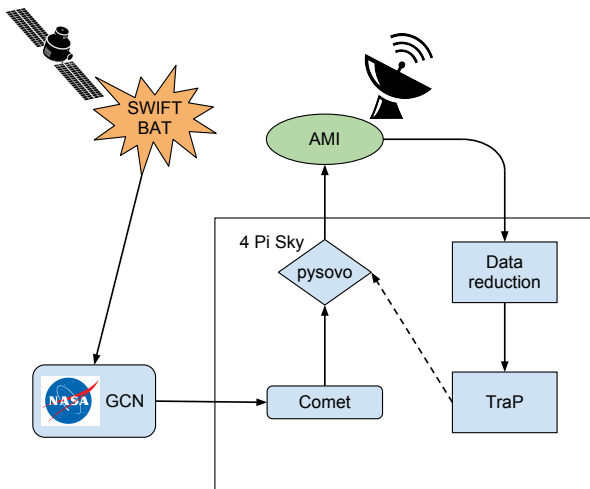 SWIFT
BAT
AMI
4 Pi Sky
pysovo
Data
reduction
NASA
GCN
Comet
TraP